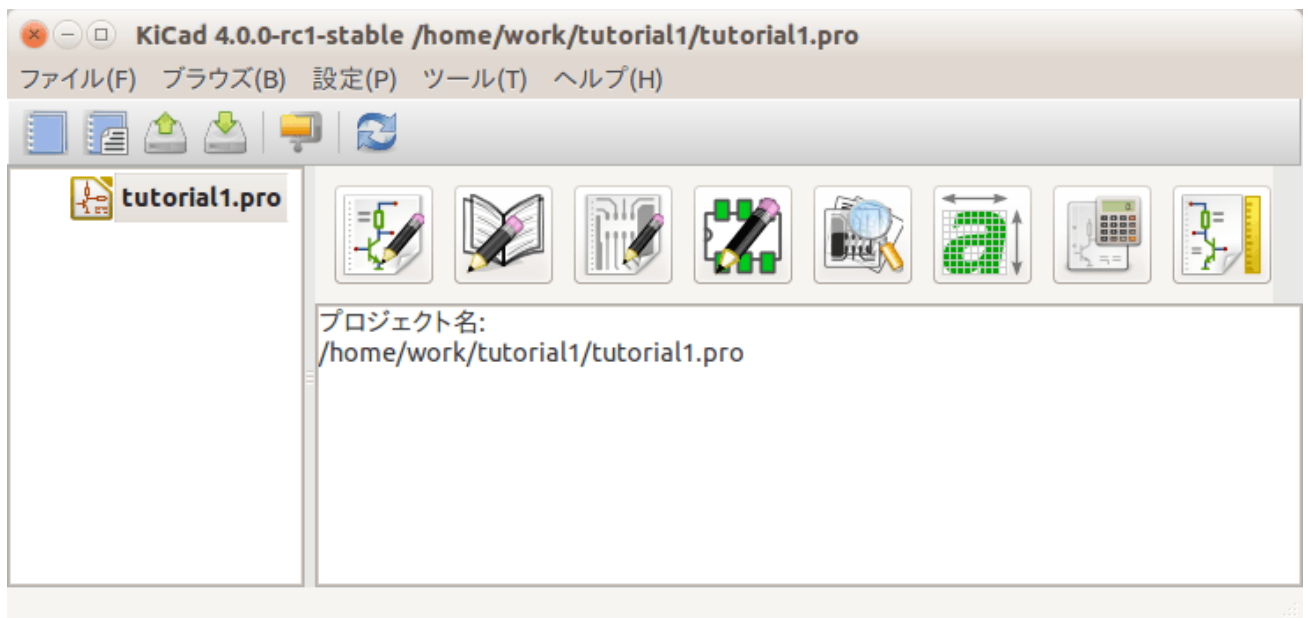 KiCad 4.0.0-rc1-stable /home/work/tutorial1/tutorial1.pro
ファイル(F) ブラウズ(B) 設定(P) ツール(T) ヘルプ(H)
tutorial1.pro
プロジェクト名:
/home/work/tutorial1/tutorial1.pro